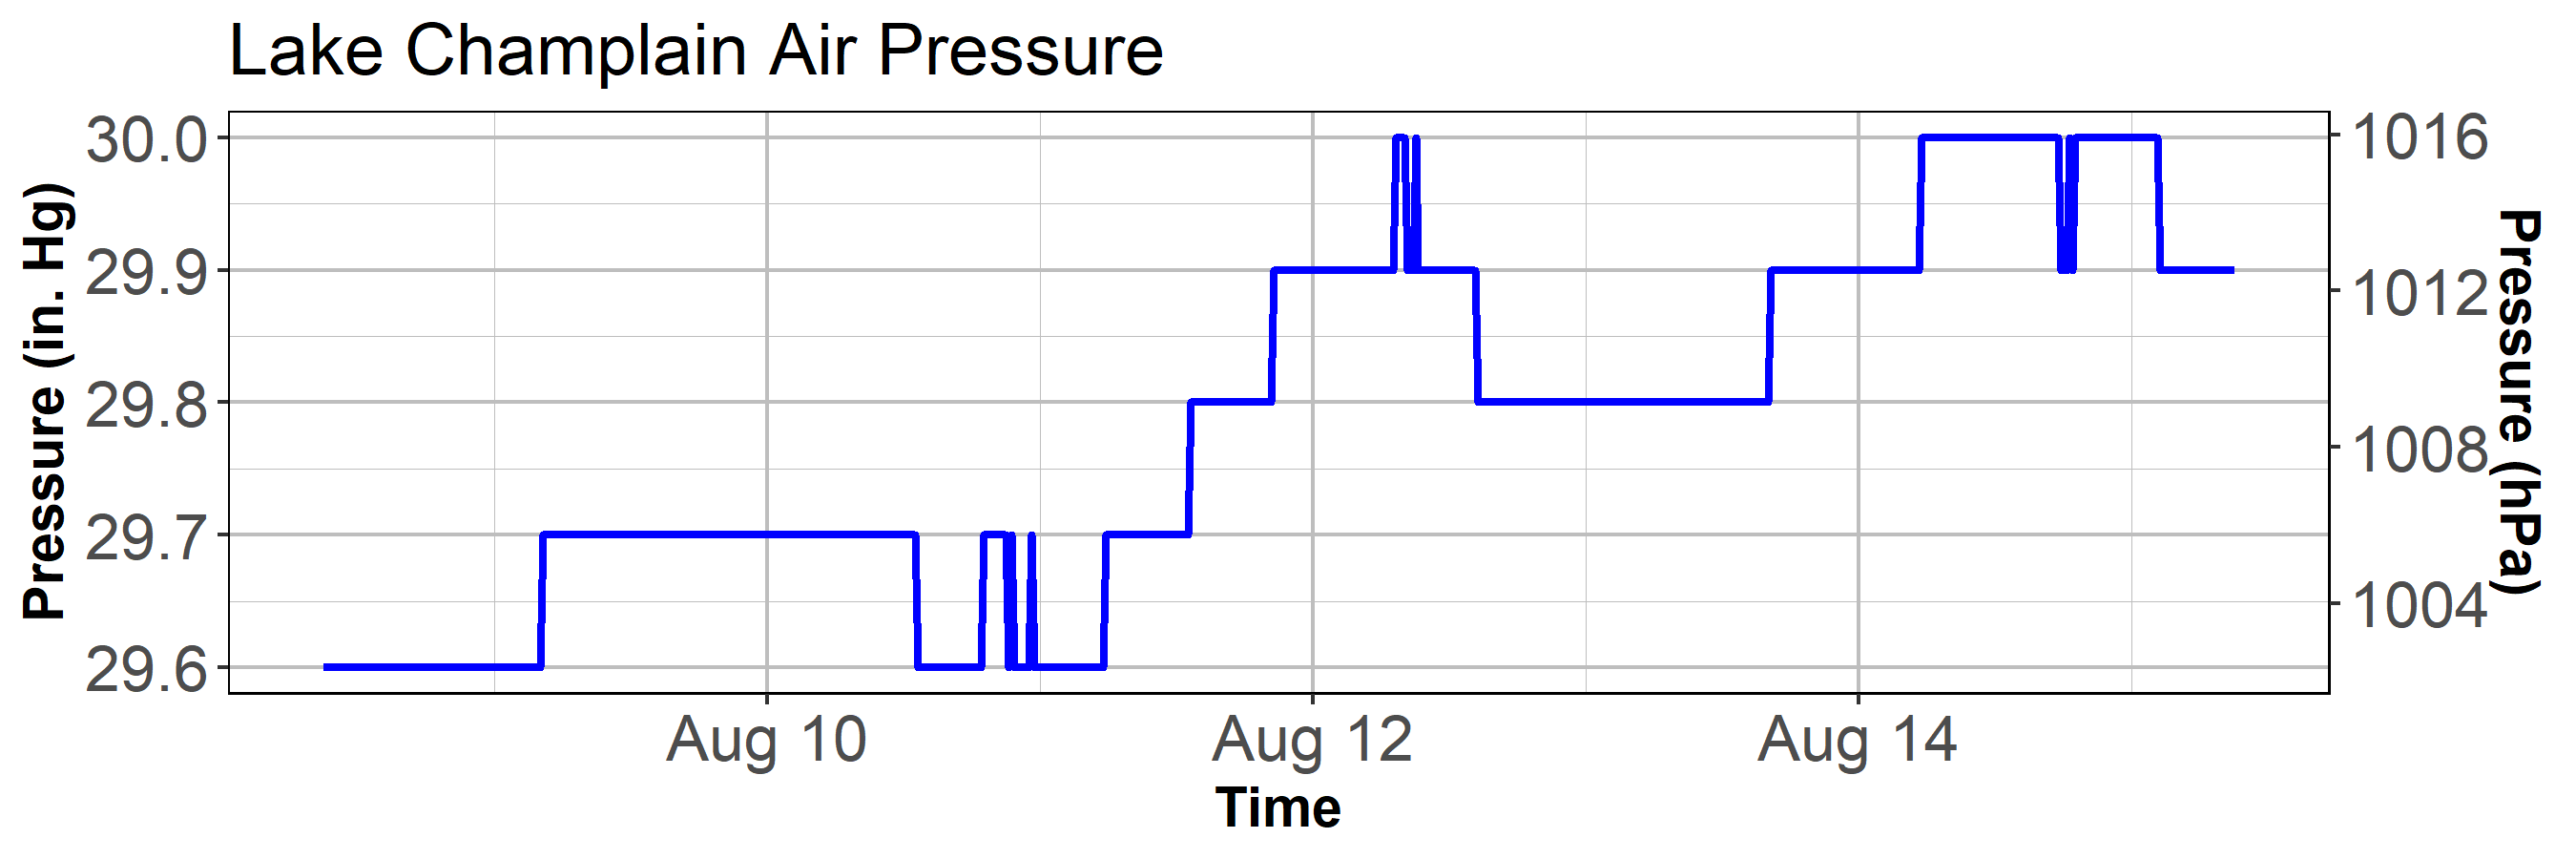 Lake Champlain Air Pressure
Pressure (in. Hg)
30.0
29.9
29.8
29.7
29.6
1016
1012
1008
1004
Pressure (hPa)
Aug 10
Aug 12
Aug 14
Time